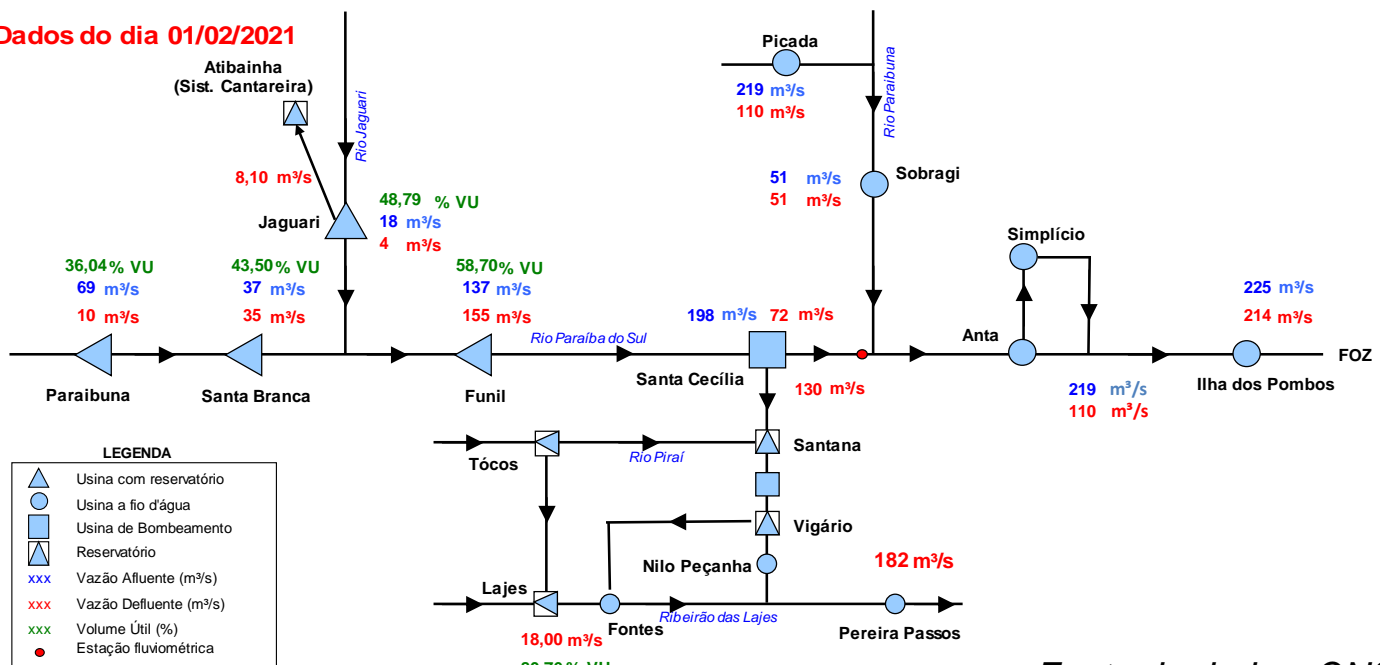 Dados do dia 01/02/2021
Atibainha
(Sist. Cantareira)
Rio Jaguari
8,10 m³/s
Jaguari
48,79 % VU
18 m³/s
4 m³/s
Picada
219 m³/s
110 m³/s
Rio Paraibuna
51 m³/s
51 m³/s
Sobragi
36,04% VU
69 m³/s
10 m³/s
Paraibuna
43,50% VU
37 m³/s
35 m³/s
Santa Branca
58,70% VU
137 m³/s
155 m³/s
Funil
Rio Paraíba do Sul
198 m³/s 72 m³/s
Santa Cecília
130 m³/s
Simplício
Anta
219 m³/s
110 m³/s
225 m³/s
214 m³/s
Ilha dos Pombos
FOZ
Tócos
Rio Piraí
Santana
Vigário
Nilo Peçanha
182 m³/s
Lajes
Fontes
Ribeirão das Lajes
Pereira Passos
18,00 m³/s
LEGENDA
Usina com reservatório
Usina a fio d'água
Usina de Bombeamento
Reservatório
xxx Vazão Afluente (m³/s)
xxx Vazão Defluente (m³/s)
xxx Volume Útil (%)
Estação fluviométrica